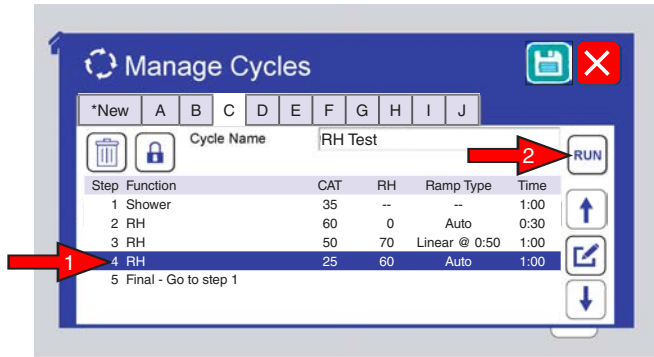 Manage Cycles
*New A B C D E F G H I J
Cycle Name RH Test
2 RUN
Step Function CAT RH Ramp Type Time
1 Shower 35 -- -- 1:00
2 RH 60 0 Auto 0:30
3 RH 50 70 Linear @ 0:50 1:00
1 4 RH 25 60 Auto 1:00
5 Final - Go to step 1